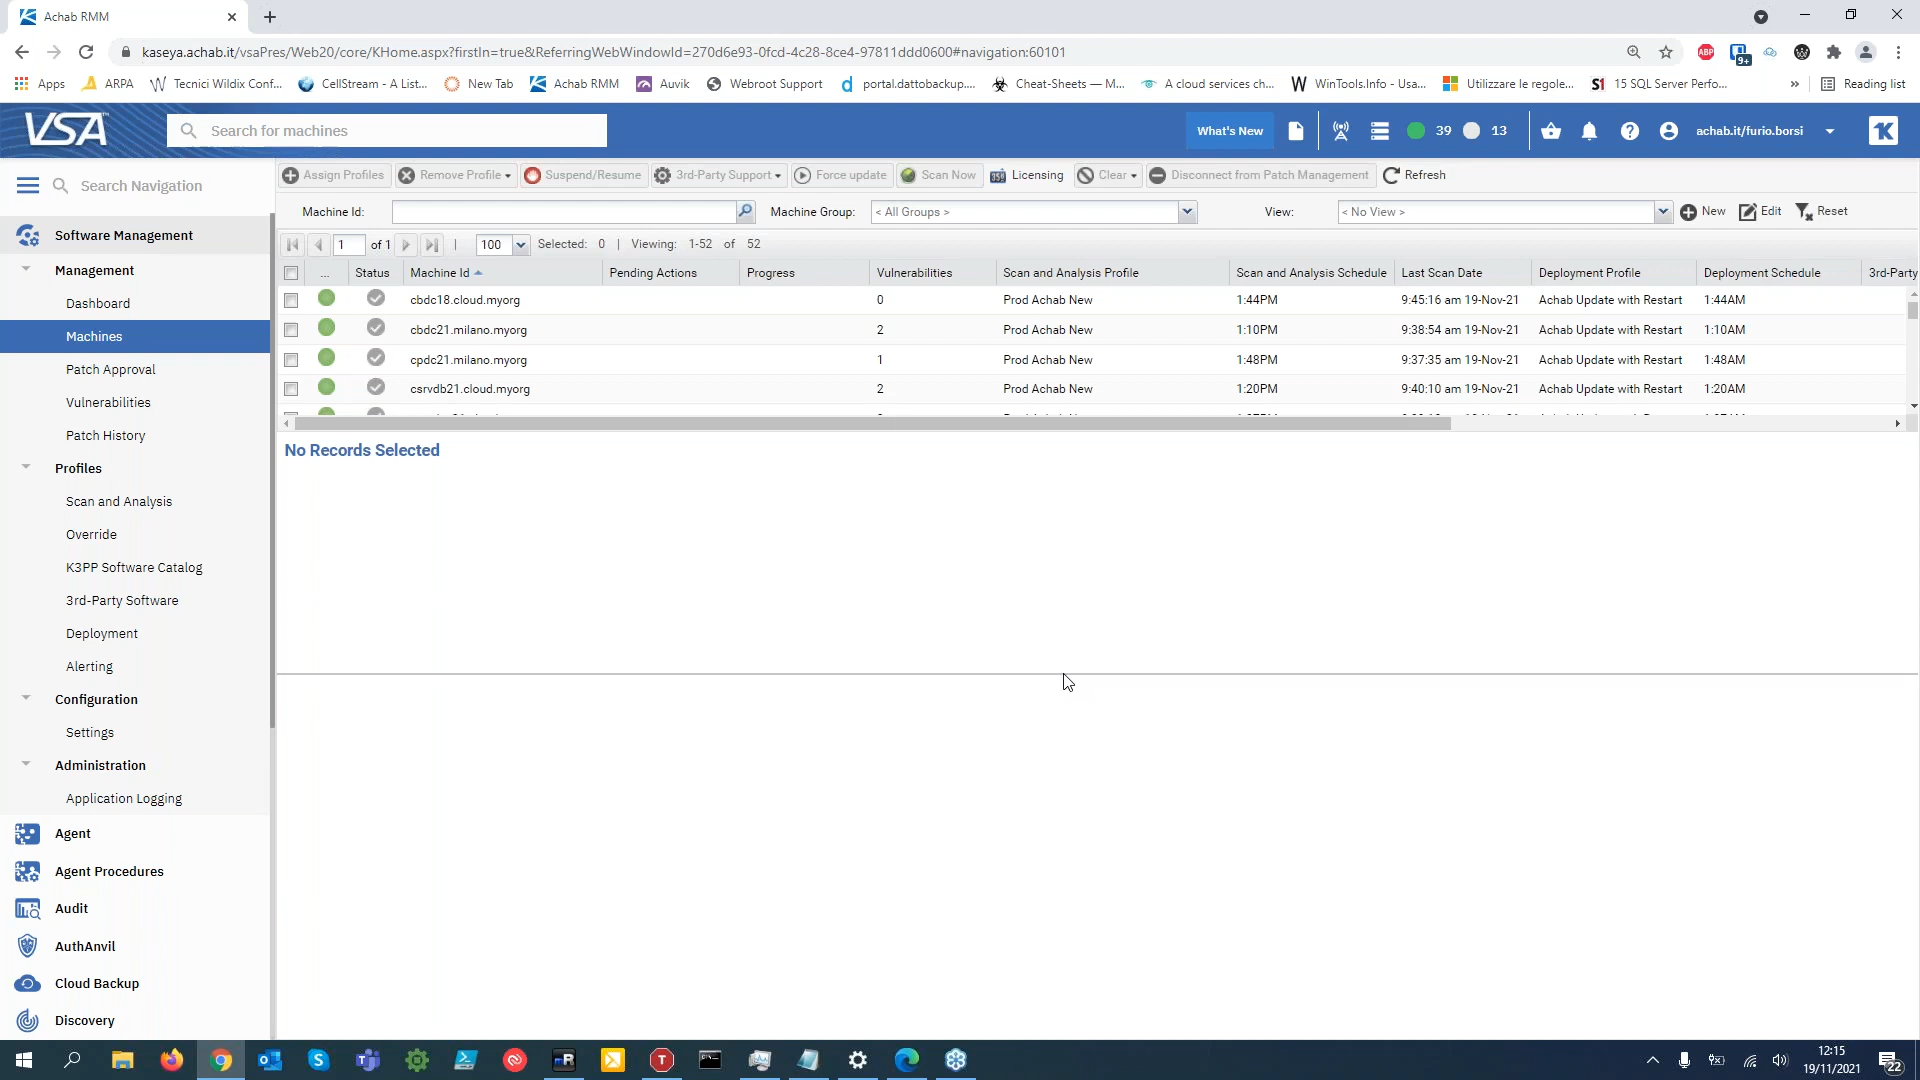 Achab RMM
kaseya.achab.it/vsaPres/Web20/core/KHome.aspx?firstIn=true&ReferringWebWindowId=270d6e93-0fcd-4c28-8ce4-97811ddd0600#navigation:60101
ABP
9+
Apps
ARPA
Tecnici Wildix Conf...
CellStream - A List...
New Tab
Achab RMM
Auvik
Webroot Support
portal.dattobackup....
Cheat-Sheets — M...
A cloud services ch...
WinTools.Info - Usa...
Utilizzare le regole...
15 SQL Server Perfo...
»
Reading list
VSA
Search for machines
What's New
39
13
achab.it/furio.borsi
Search Navigation
Assign Profiles
Remove Profile
Suspend/Resume
3rd-Party Support
Force update
Scan Now
Licensing
Clear
Disconnect from Patch Management
Refresh
Machine Id:
Machine Group:
< All Groups >
View:
< No View >
New
Edit
Reset
1 of 1 | 100 Selected: 0 | Viewing: 1-52 of 52
... Status Machine Id Pending Actions Progress Vulnerabilities Scan and Analysis Profile Scan and Analysis Schedule Last Scan Date Deployment Profile Deployment Schedule 3rd-Party
cbdc18.cloud.myorg 0 Prod Achab New 1:44PM 9:45:16 am 19-Nov-21 Achab Update with Restart 1:44AM
cbdc21.milano.myorg 2 Prod Achab New 1:10PM 9:38:54 am 19-Nov-21 Achab Update with Restart 1:10AM
cpdc21.milano.myorg 1 Prod Achab New 1:48PM 9:37:35 am 19-Nov-21 Achab Update with Restart 1:48AM
csrvdb21.cloud.myorg 2 Prod Achab New 1:20PM 9:40:10 am 19-Nov-21 Achab Update with Restart 1:20AM
No Records Selected
Software Management
Management
Dashboard
Machines
Patch Approval
Vulnerabilities
Patch History
Profiles
Scan and Analysis
Override
K3PP Software Catalog
3rd-Party Software
Deployment
Alerting
Configuration
Settings
Administration
Application Logging
Agent
Agent Procedures
Audit
AuthAnvil
Cloud Backup
Discovery
12:15
19/11/2021
22